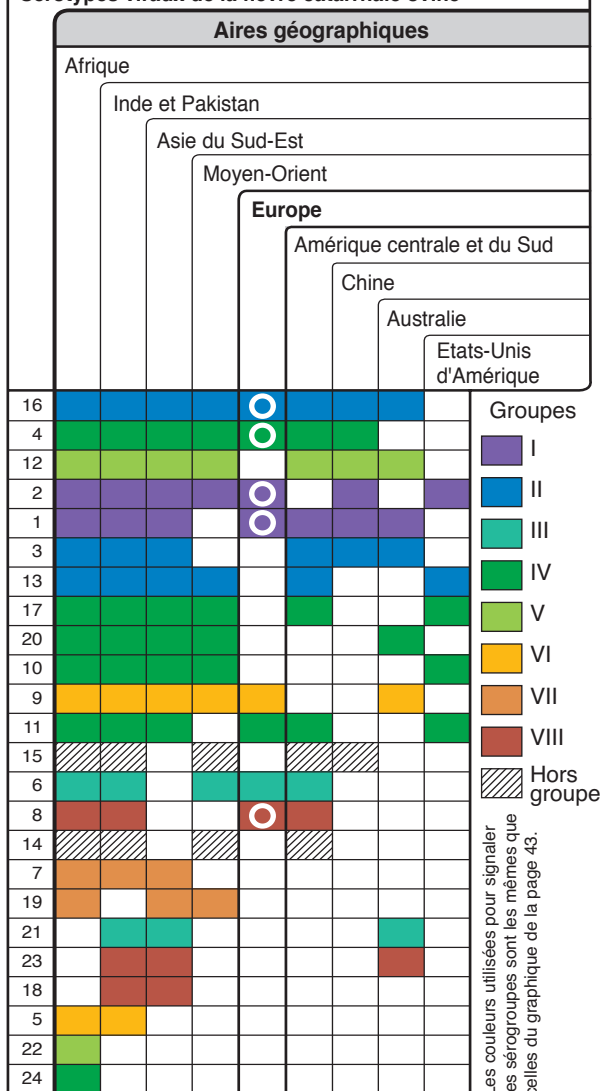 Aires géographiques
Afrique
Inde et Pakistan
Asie du Sud-Est
Moyen-Orient
Europe
Amérique centrale et du Sud
Chine
Australie
Etats-Unis
d'Amérique
16
4
12
2
1
3
13
17
20
10
9
11
15
6
8
14
7
19
21
23
18
5
22
24
Groupes
I
II
III
IV
V
VI
VII
VIII
Hors
groupe
couleurs utilisées pour signaler
sérogroupes sont les mêmes que
celles du graphique de la page 43.